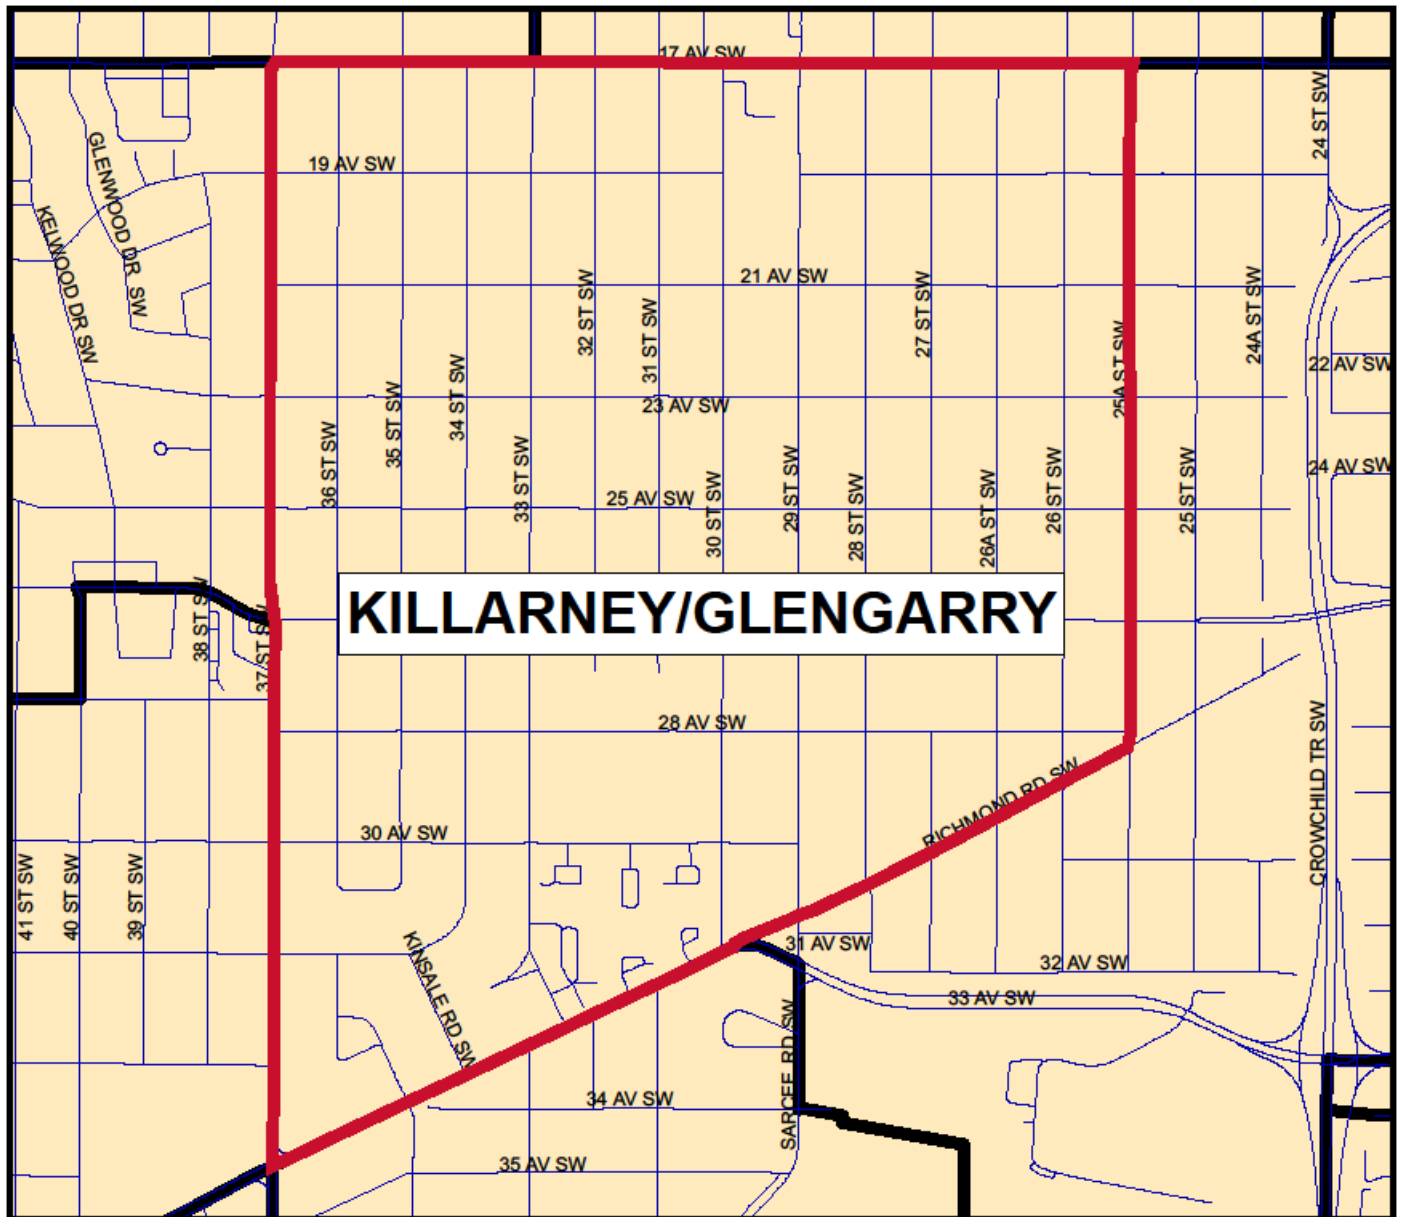 17 AV SW
24 ST SW
GLENWOOD DR SW
19 AV SW
KELWOOD DR SW
21 AV SW
32 ST SW
31 ST SW
27 ST SW
24A ST SW
25A ST SW
22 AV SW
34 ST SW
35 ST SW
23 AV SW
36 ST SW
33 ST SW
25 AV SW
30 ST SW
29 ST SW
28 ST SW
26A ST SW
26 ST SW
25 ST SW
24 AV SW
KILLARNEY/GLENGARRY
38 ST SW
37 ST SW
28 AV SW
CROWCHILD TR SW
RICHMOND RD SW
30 AV SW
41 ST SW
40 ST SW
39 ST SW
KINSALE RD SW
31 AV SW
32 AV SW
33 AV SW
SARCEE RD SW
34 AV SW
35 AV SW